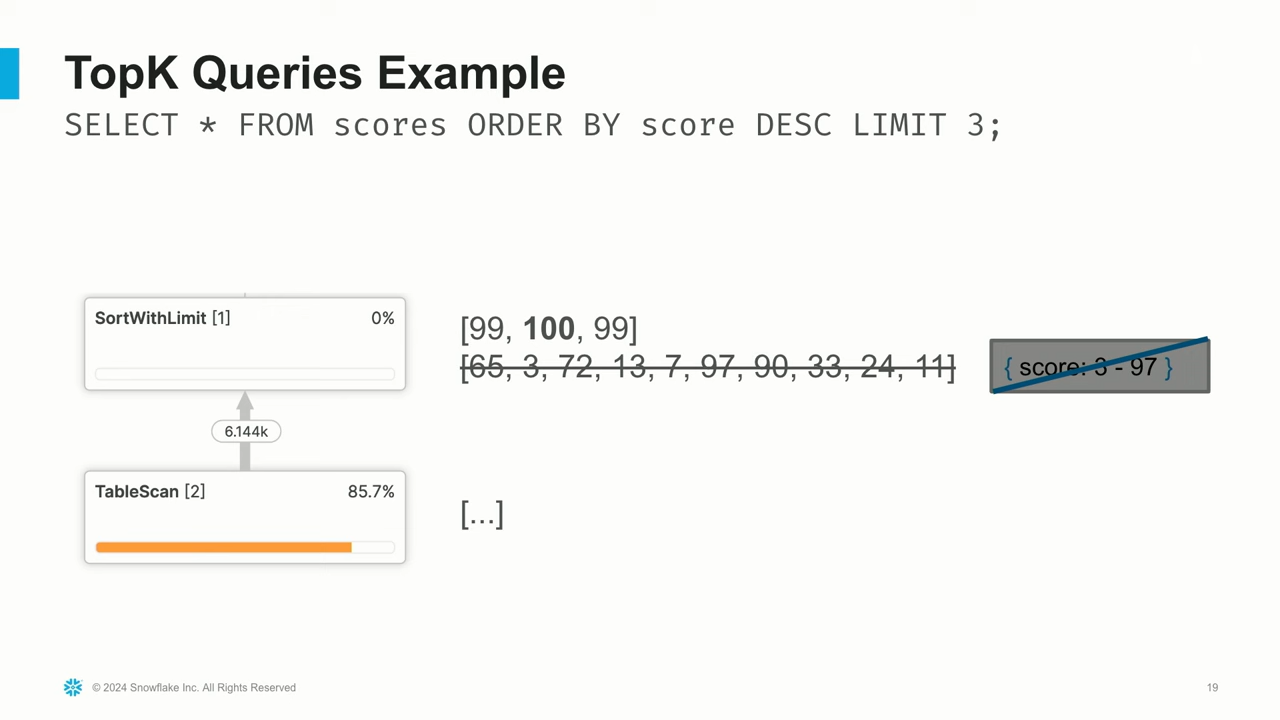 TopK Queries Example
SELECT * FROM scores ORDER BY score DESC LIMIT 3;
SortWithLimit [1] 0%
[99, 100, 99]
[65, 3, 72, 13, 7, 97, 90, 33, 24, 11]
{ score: 3 - 97 }
6.144k
TableScan [2] 85.7%
[...]
© 2024 Snowflake Inc. All Rights Reserved
19